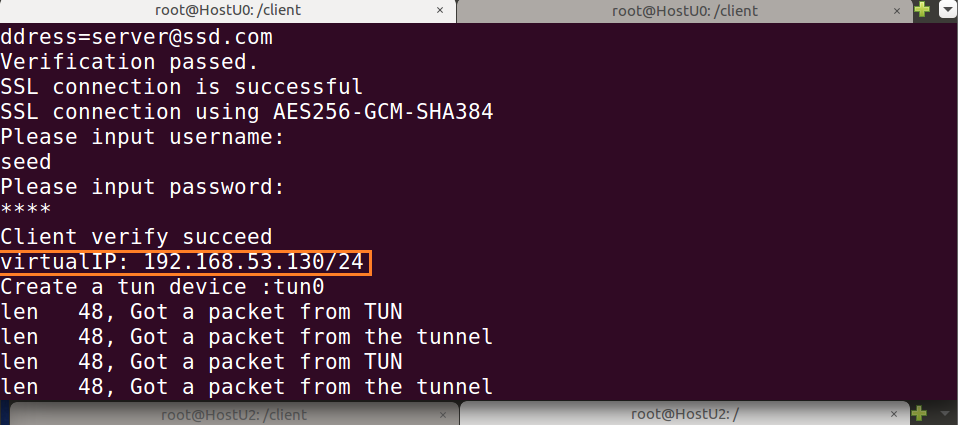 root@HostU0: /client × root@HostU0: /client ×
ddress=server@ssd.com
Verification passed.
SSL connection is successful
SSL connection using AES256-GCM-SHA384
Please input username:
seed
Please input password:
****
Client verify succeed
virtualIP: 192.168.53.130/24
Create a tun device :tun0
len   48, Got a packet from TUN
len   48, Got a packet from the tunnel
len   48, Got a packet from TUN
len   48, Got a packet from the tunnel
root@HostU2: /client × root@HostU2: / ×